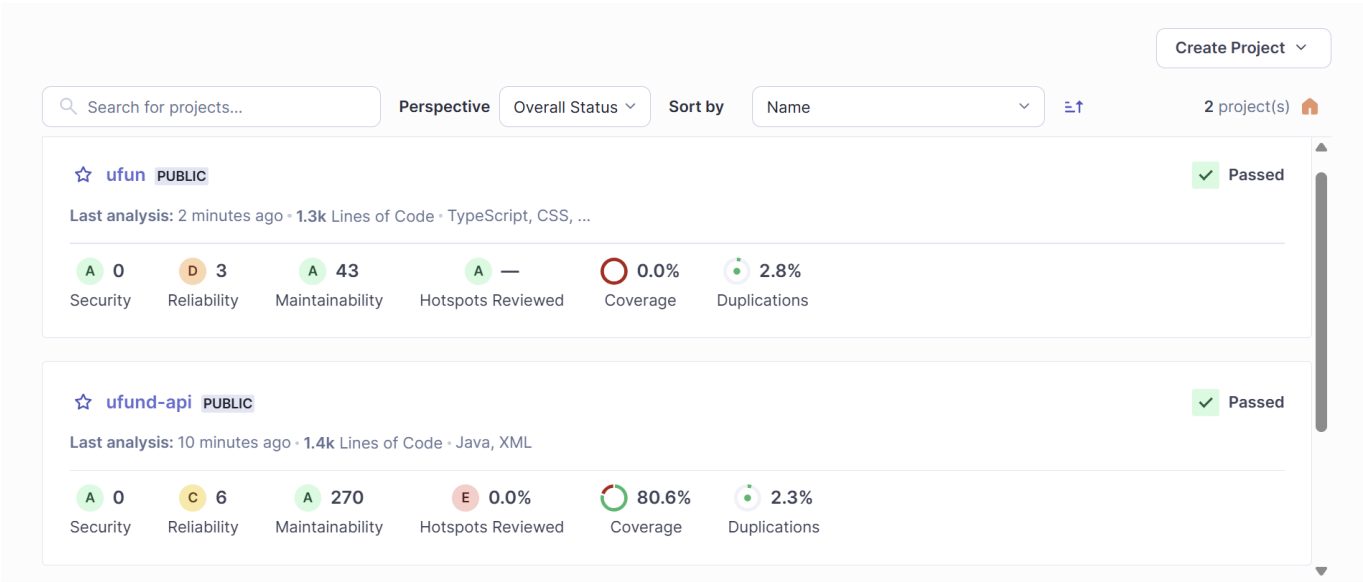 Create Project
Search for projects... Perspective Overall Status Sort by Name 2 project(s)
ufun PUBLIC Passed
Last analysis: 2 minutes ago • 1.3k Lines of Code • TypeScript, CSS, ...
A 0 D 3 A 43 A — 0.0% 2.8%
Security Reliability Maintainability Hotspots Reviewed Coverage Duplications
ufund-api PUBLIC Passed
Last analysis: 10 minutes ago • 1.4k Lines of Code • Java, XML
A 0 C 6 A 270 E 0.0% 80.6% 2.3%
Security Reliability Maintainability Hotspots Reviewed Coverage Duplications